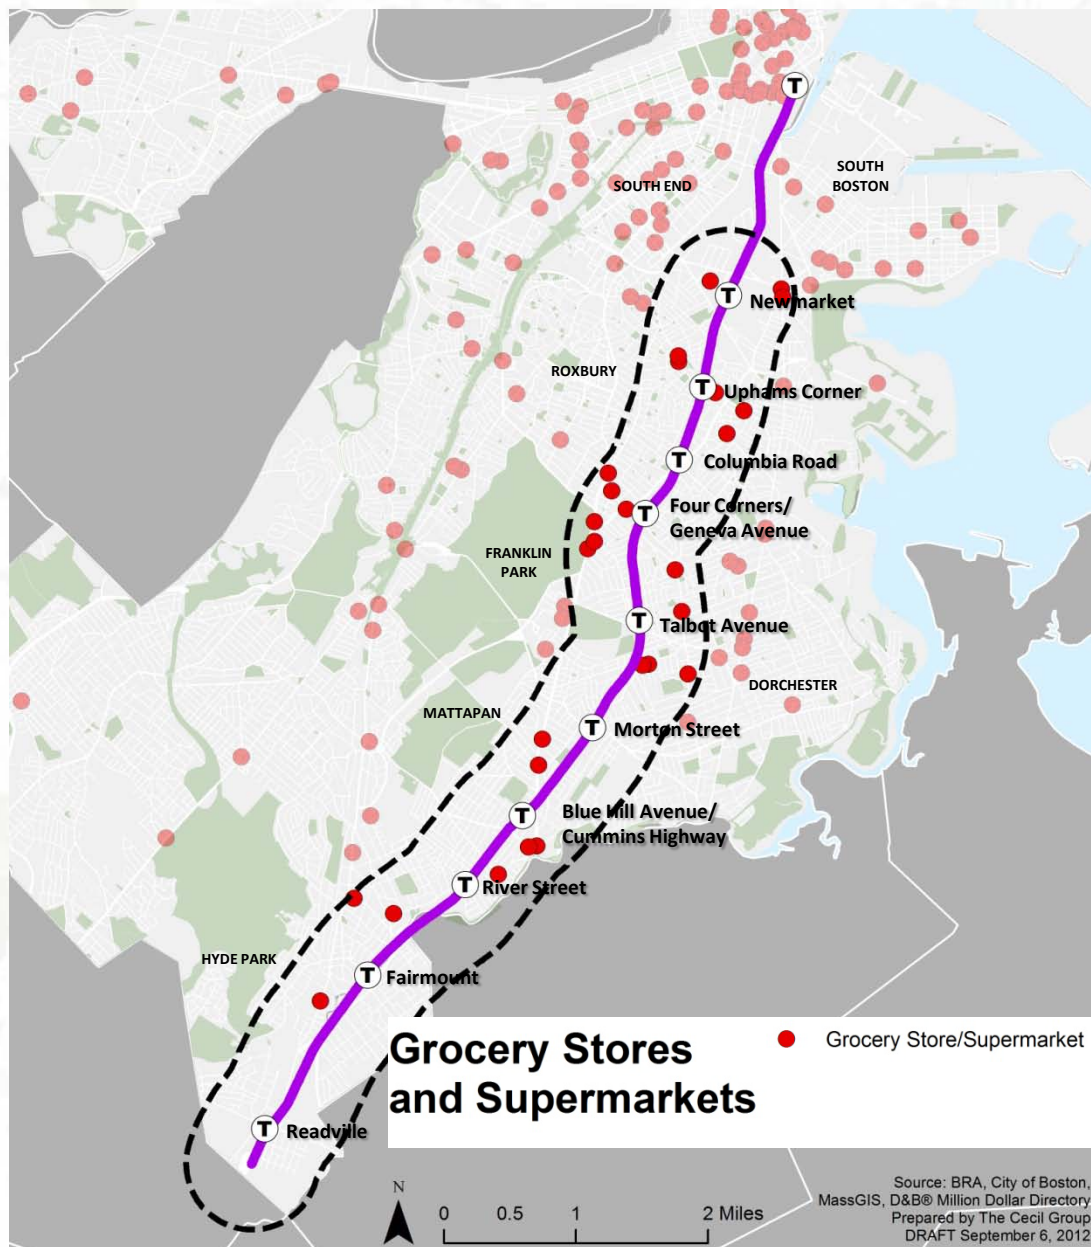 T
SOUTH
BOSTON
SOUTH END
T Newmarket
ROXBURY
T Uphams Corner
T Columbia Road
T Four Corners/
Geneva Avenue
FRANKLIN
PARK
T Talbot Avenue
DORCHESTER
MATTAPAN
T Morton Street
T Blue Hill Avenue/
Cummins Highway
T River Street
HYDE PARK
T Fairmount
Grocery Stores
and Supermarkets
Grocery Store/Supermarket
T Readville
N
0 0.5 1 2 Miles
Source: BRA, City of Boston,
MassGIS, D&B® Million Dollar Directory
Prepared by The Cecil Group
DRAFT September 6, 2012